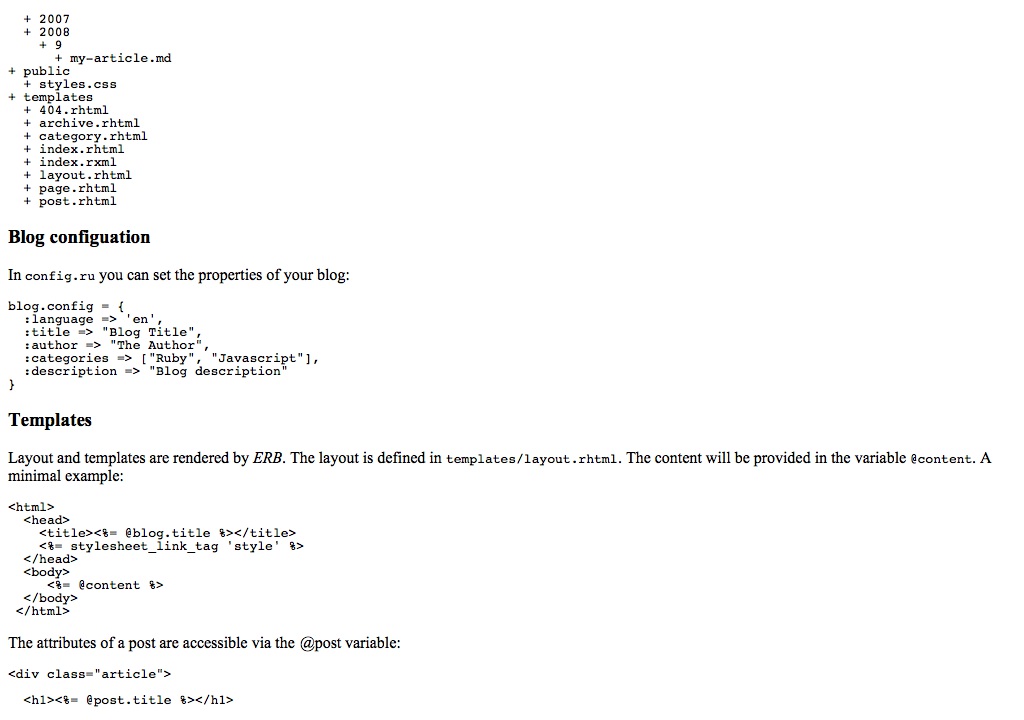 + 2007
+ 2008
+ 9
+ my-article.md
+ public
+ styles.css
+ templates
+ 404.rhtml
+ archive.rhtml
+ category.rhtml
+ index.rhtml
+ index.rxml
+ layout.rhtml
+ page.rhtml
+ post.rhtml
Blog configuation
In config.ru you can set the properties of your blog:
blog.config = {
:language => 'en',
:title => "Blog Title",
:author => "The Author",
:categories => ["Ruby", "Javascript"],
:description => "Blog description"
}
Templates
Layout and templates are rendered by ERB. The layout is defined in templates/layout.rhtml. The content will be provided in the variable @content. A
minimal example:
<html>
<head>
<title><%= @blog.title %></title>
<%= stylesheet_link_tag 'style' %>
</head>
<body>
<%= @content %>
</body>
</html>
The attributes of a post are accessible via the @post variable:
<div class="article">
<h1><%= @post.title %></h1>